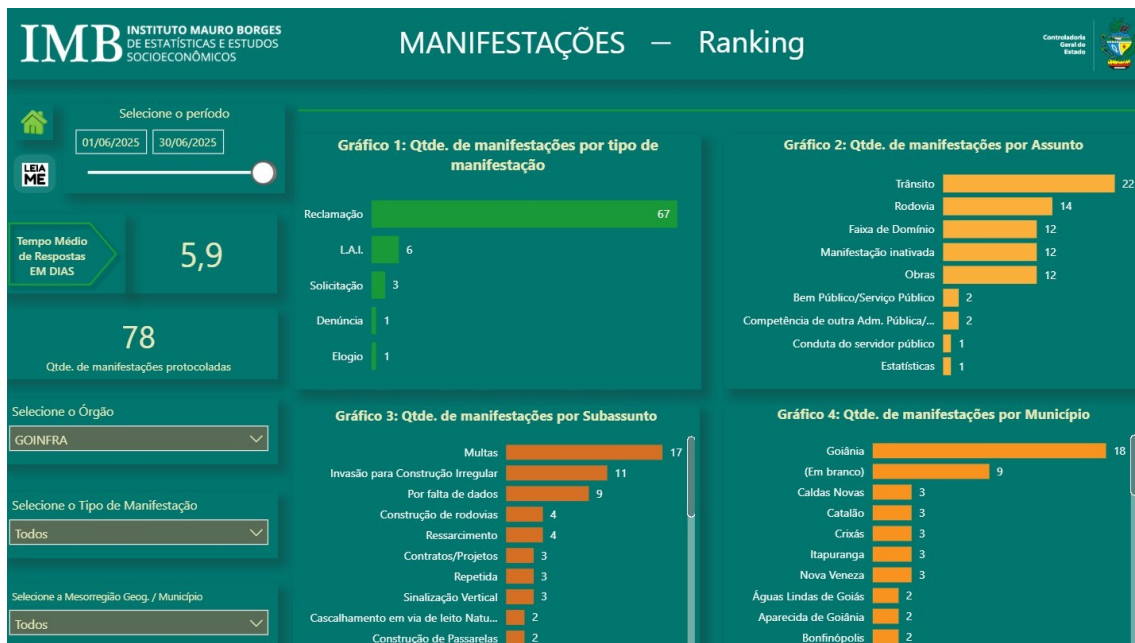 IMB INSTITUTO MAURO BORGES
DE ESTATÍSTICAS E ESTUDOS
SOCIOECONÔMICOS
MANIFESTAÇÕES — Ranking
Controladoria
Geral do
Estado
Selecione o período
01/06/2025 30/06/2025
LEIA
ME
Tempo Médio
de Respostas
EM DIAS
5,9
78
Qtde. de manifestações protocoladas
Selecione o Órgão
GOINFRA
Selecione o Tipo de Manifestação
Todos
Selecione a Mesorregião Geog. / Município
Todos
Gráfico 1: Qtde. de manifestações por tipo de
manifestação
Reclamação 67
L.A.I. 6
Solicitação 3
Denúncia 1
Elogio 1
Gráfico 2: Qtde. de manifestações por Assunto
Trânsito 22
Rodovia 14
Faixa de Domínio 12
Manifestação inativada 12
Obras 12
Bem Público/Serviço Público 2
Competência de outra Adm. Pública/... 2
Conduta do servidor público 1
Estatísticas 1
Gráfico 3: Qtde. de manifestações por Subassunto
Multas 17
Invasão para Construção Irregular 11
Por falta de dados 9
Construção de rodovias 4
Ressarcimento 4
Contratos/Projetos 3
Repetida 3
Sinalização Vertical 3
Cascalhamento em via de leito Natu... 2
Construção de Passarelas 2
Gráfico 4: Qtde. de manifestações por Município
Goiânia 18
(Em branco) 9
Caldas Novas 3
Catalão 3
Crixás 3
Itapuranga 3
Nova Veneza 3
Águas Lindas de Goiás 2
Aparecida de Goiânia 2
Bonfinópolis 2